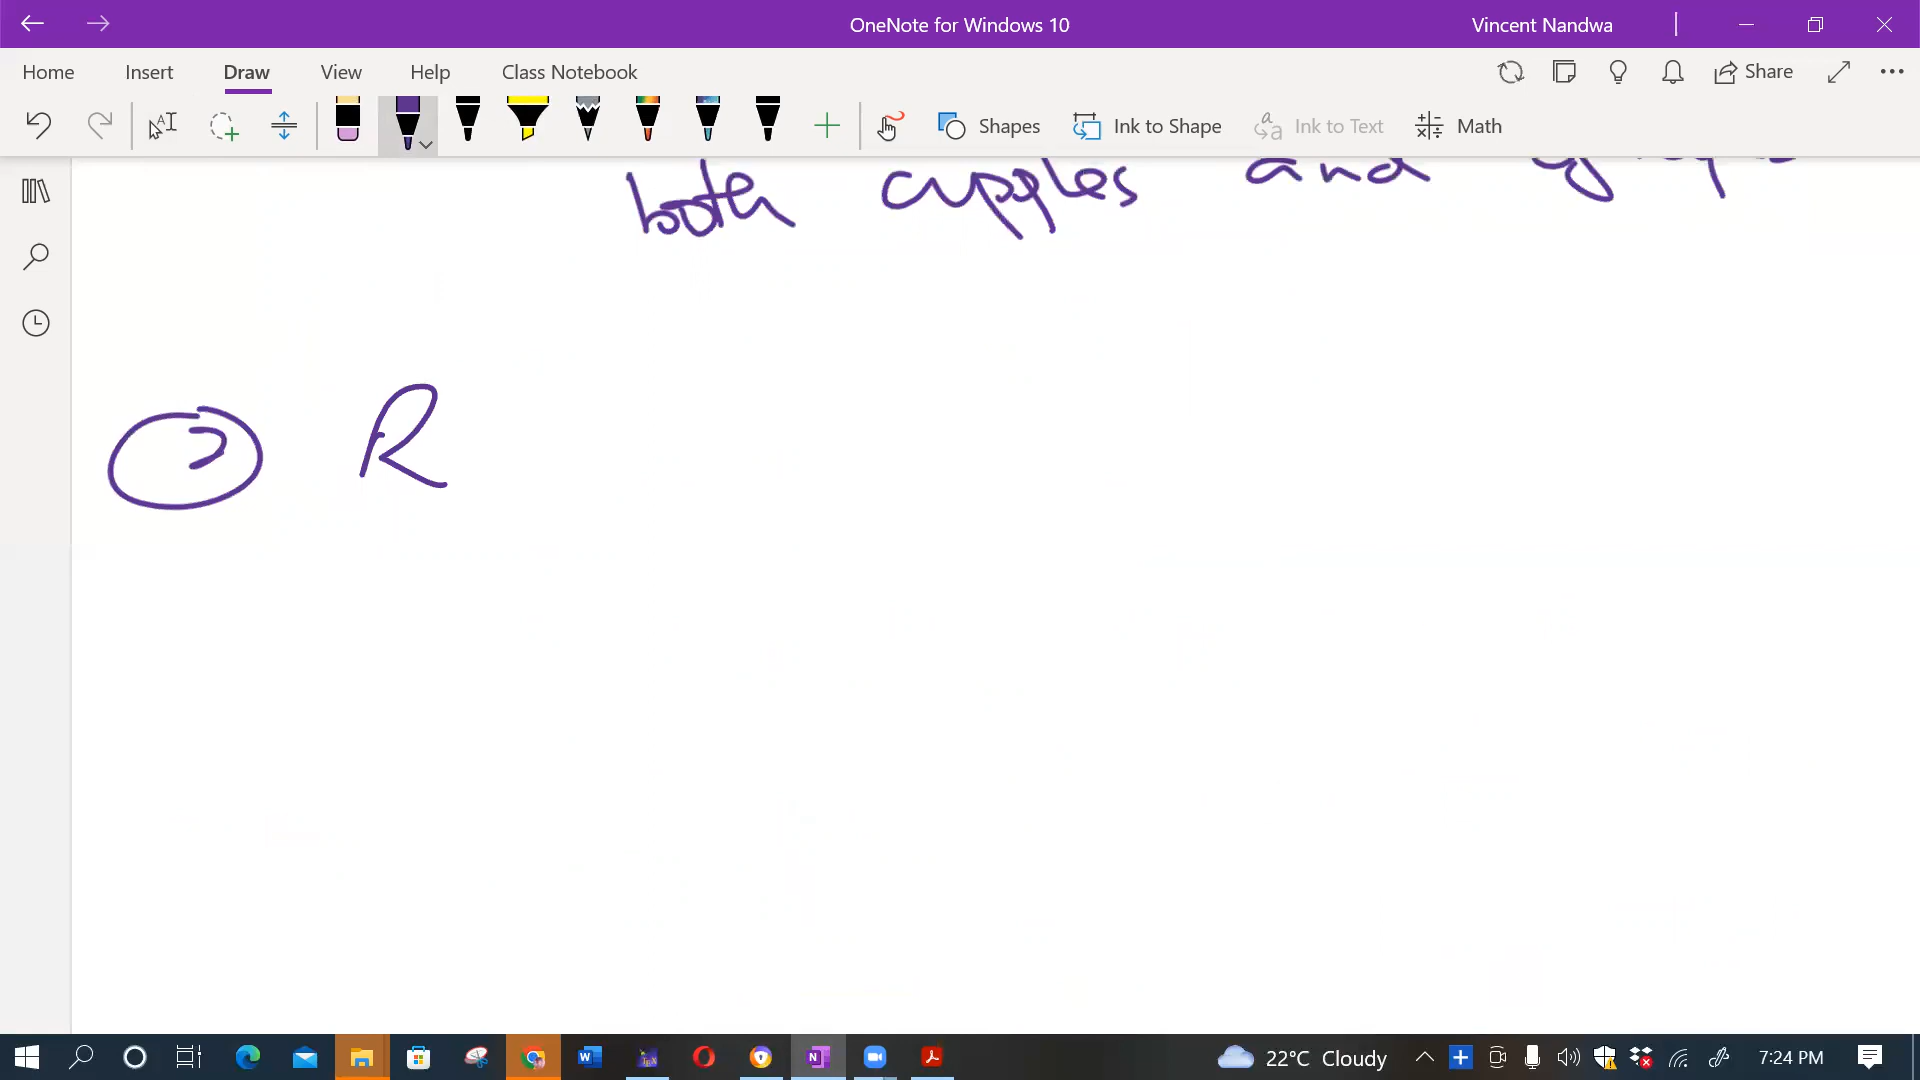 OneNote for Windows 10 Vincent Nandwa
Home Insert Draw View Help Class Notebook Share
Shapes Ink to Shape Ink to Text Math
both apples and
R
22°C Cloudy 7:24 PM